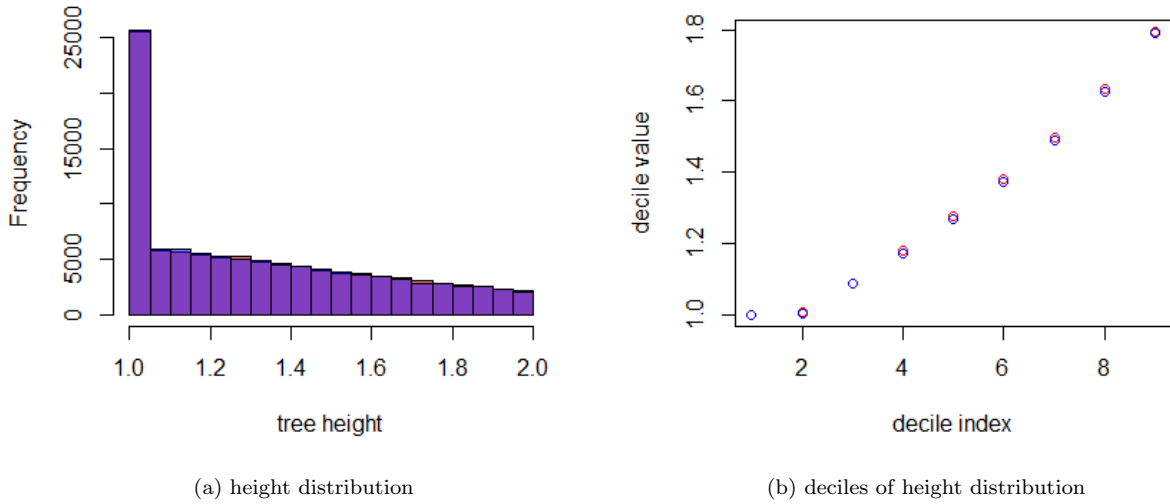 Frequency
25000
15000
5000
0
1.0 1.2 1.4 1.6 1.8 2.0
tree height
(a) height distribution
decile value
1.8
1.6
1.4
1.2
1.0
2 4 6 8
decile index
(b) deciles of height distribution